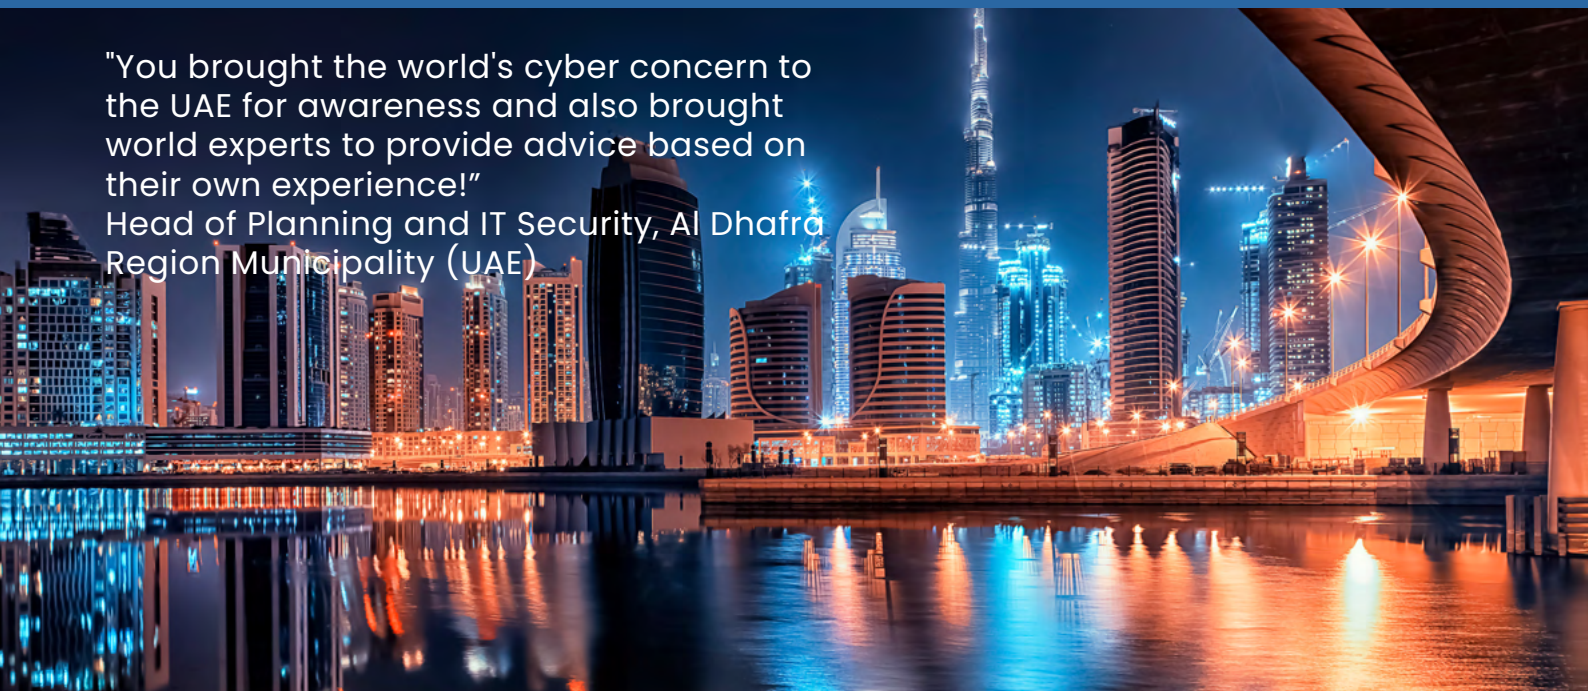 "You brought the world's cyber concern to
the UAE for awareness and also brought
world experts to provide advice based on
their own experience!”
Head of Planning and IT Security, Al Dhafra
Region Municipality (UAE)